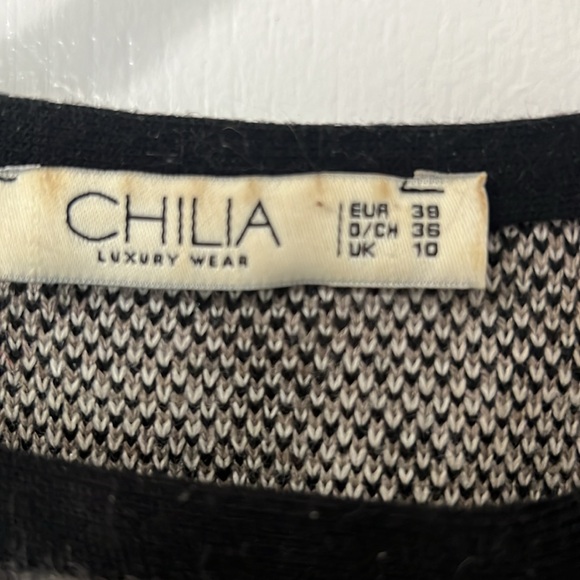 CHILIA
LUXURY WEAR
EUR 38
D/CH 36
UK 10